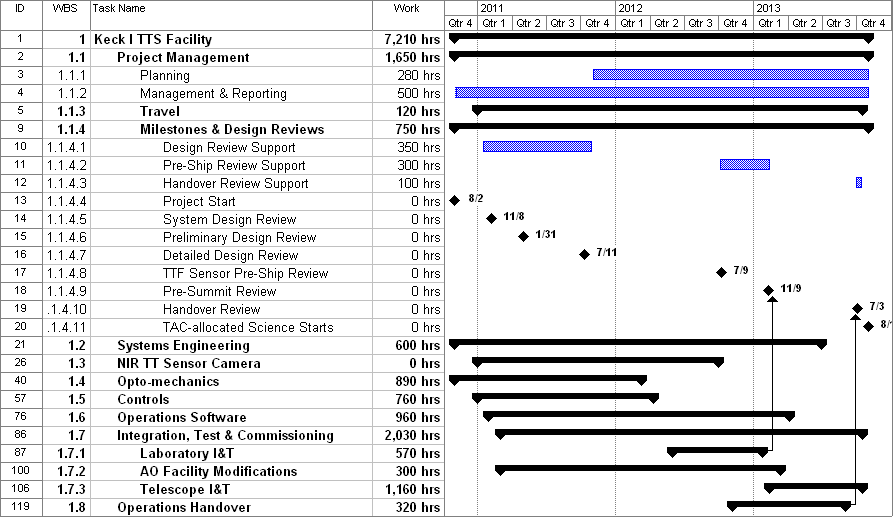 ID WBS Task Name Work 2011 2012 2013
Qtr 4 Qtr 1 Qtr 2 Qtr 3 Qtr 4 Qtr 1 Qtr 2 Qtr 3 Qtr 4 Qtr 1 Qtr 2 Qtr 3 Qtr 4
1 1 Keck I TTS Facility 7,210 hrs
2 1.1 Project Management 1,650 hrs
3 1.1.1 Planning 280 hrs
4 1.1.2 Management & Reporting 500 hrs
5 1.1.3 Travel 120 hrs
9 1.1.4 Milestones & Design Reviews 750 hrs
10 1.1.4.1 Design Review Support 350 hrs
11 1.1.4.2 Pre-Ship Review Support 300 hrs
12 1.1.4.3 Handover Review Support 100 hrs
13 1.1.4.4 Project Start 0 hrs 8/2
14 1.1.4.5 System Design Review 0 hrs 11/8
15 1.1.4.6 Preliminary Design Review 0 hrs 1/31
16 1.1.4.7 Detailed Design Review 0 hrs 7/11
17 1.1.4.8 TTF Sensor Pre-Ship Review 0 hrs 7/9
18 1.1.4.9 Pre-Summit Review 0 hrs 11/9
19 .1.4.10 Handover Review 0 hrs 7/3
20 .1.4.11 TAC-allocated Science Starts 0 hrs
21 1.2 Systems Engineering 600 hrs
26 1.3 NIR TT Sensor Camera 0 hrs
40 1.4 Opto-mechanics 890 hrs
57 1.5 Controls 760 hrs
76 1.6 Operations Software 960 hrs
86 1.7 Integration, Test & Commissioning 2,030 hrs
87 1.7.1 Laboratory I&T 570 hrs
100 1.7.2 AO Facility Modifications 300 hrs
106 1.7.3 Telescope I&T 1,160 hrs
119 1.8 Operations Handover 320 hrs